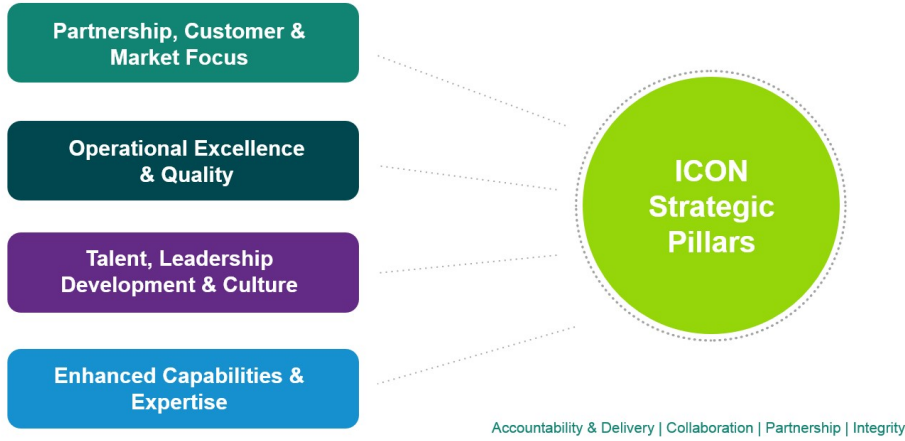 Partnership, Customer &
Market Focus
Operational Excellence
& Quality
Talent, Leadership
Development & Culture
Enhanced Capabilities &
Expertise
ICON
Strategic
Pillars
Accountability & Delivery | Collaboration | Partnership | Integrity